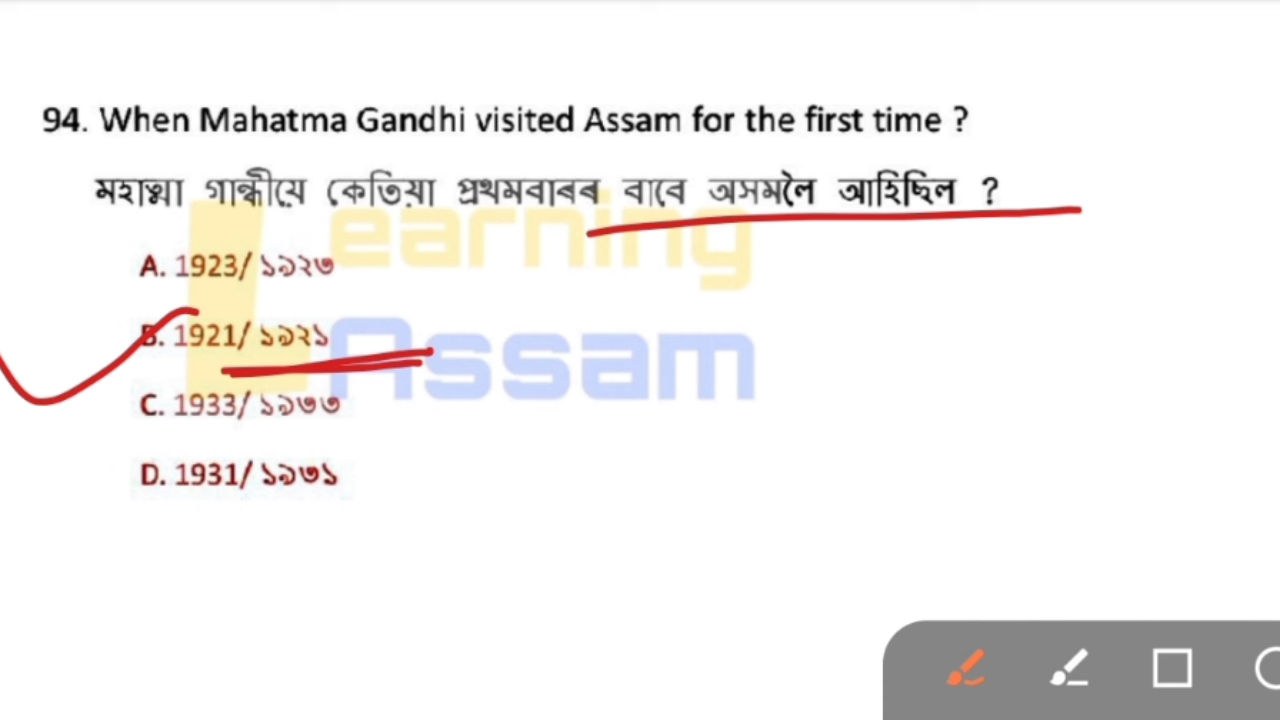 94. When Mahatma Gandhi visited Assam for the first time ?
মহাত্মা গান্ধীয়ে কেতিয়া প্ৰথমবাৰৰ বাবে অসমলৈ আহিছিল ?
Learning
Assam
A. 1923/ ১৯২৩
B. 1921/ ১৯২১
C. 1933/ ১৯৩৩
D. 1931/ ১৯৩১